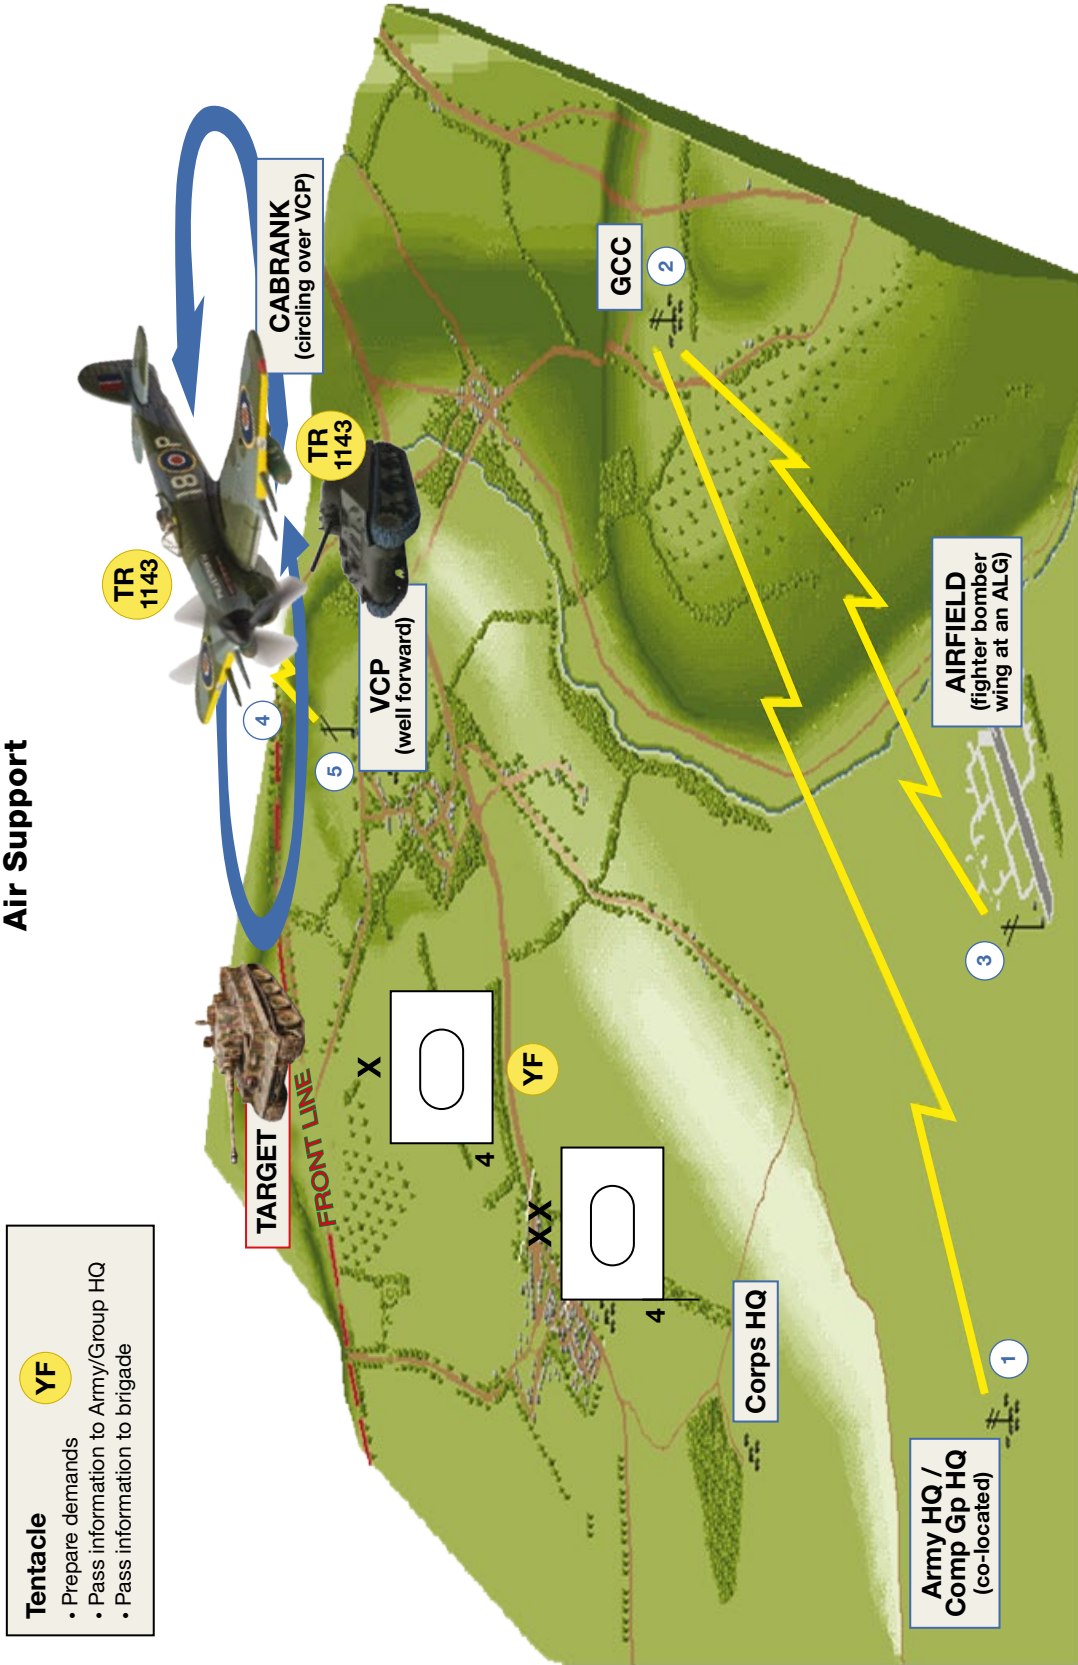 Air Support
Tentacle
YF
• Prepare demands
• Pass information to Army/Group HQ
• Pass information to brigade
TARGET
FRONT LINE
TR
1143
18 P
CABRANK
(circling over VCP)
TR
1143
4
5
VCP
(well forward)
X
4
YF
XX
4
Corps HQ
GCC
2
Army HQ /
Comp Gp HQ
(co-located)
1
3
AIRFIELD
(fighter bomber
wing at an ALG)